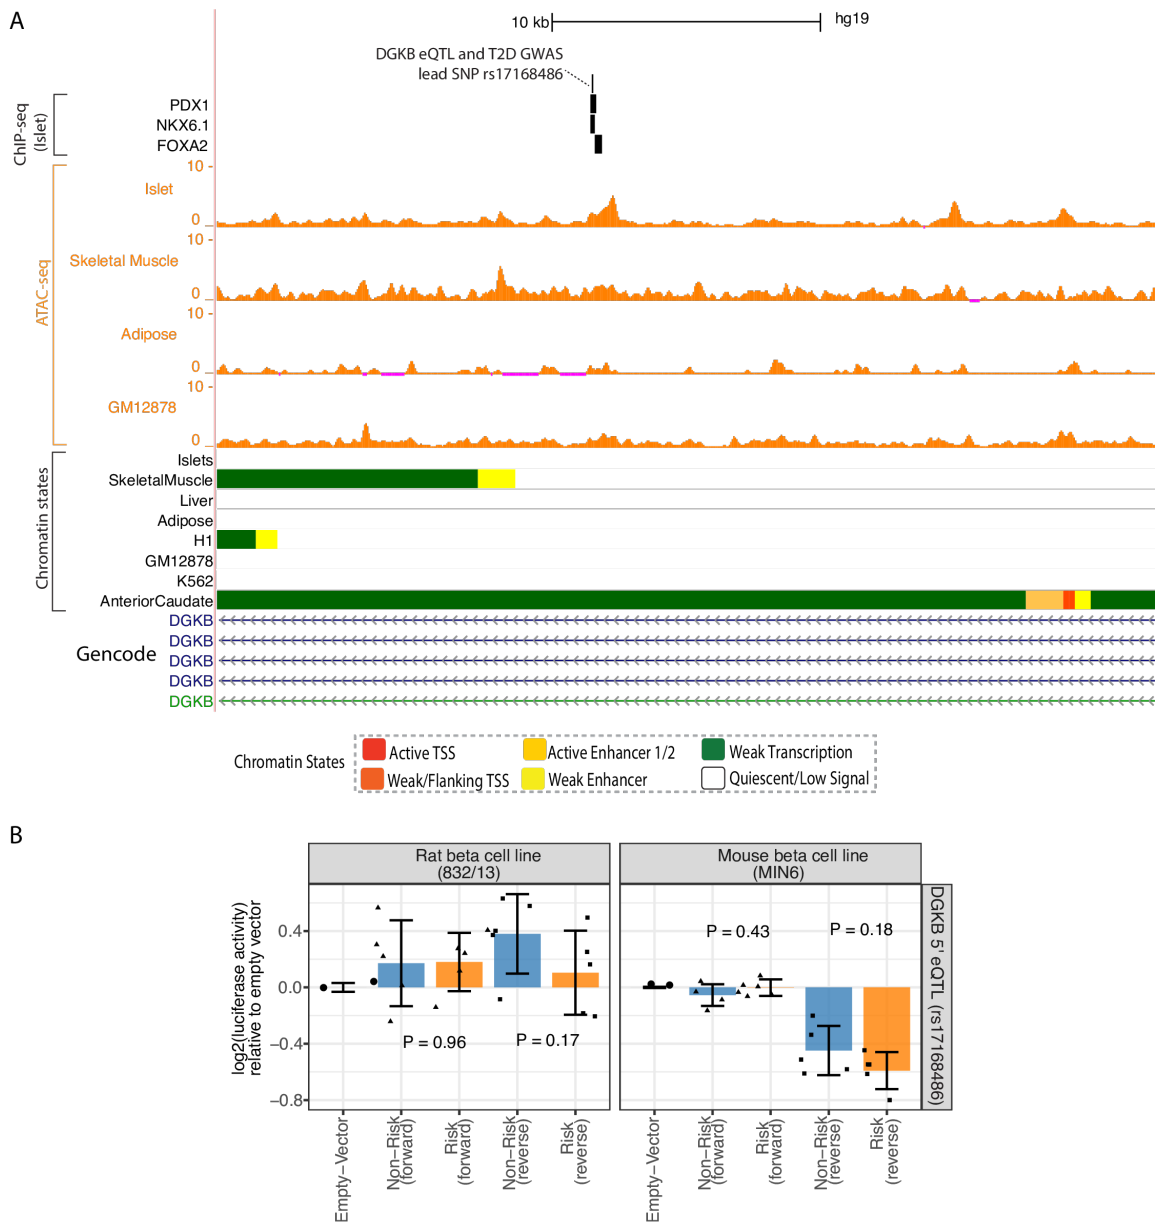 A
10 kb
hg19
DGKB eQTL and T2D GWAS
lead SNP rs17168486
ChIP-seq
(Islet)
PDX1
NKX6.1
FOXA2
ATAC-seq
10
Islet
0
10
Skeletal Muscle
0
10
Adipose
0
10
GM12878
0
Chromatin states
Islets
SkeletalMuscle
Liver
Adipose
H1
GM12878
K562
AnteriorCaudate
Gencode
DGKB
DGKB
DGKB
DGKB
DGKB
Chromatin States
Active TSS
Active Enhancer 1/2
Weak Transcription
Weak/Flanking TSS
Weak Enhancer
Quiescent/Low Signal
B
Rat beta cell line
(832/13)
Mouse beta cell line
(MIN6)
log2(luciferase activity)
relative to empty vector
0.4
0.0
−0.4
−0.8
P = 0.96
P = 0.17
P = 0.43
P = 0.18
DGKB 5' eQTL (rs17168486)
Empty−Vector
Non−Risk
(forward)
Risk
(forward)
Non−Risk
(reverse)
Risk
(reverse)
Empty−Vector
Non−Risk
(forward)
Risk
(forward)
Non−Risk
(reverse)
Risk
(reverse)